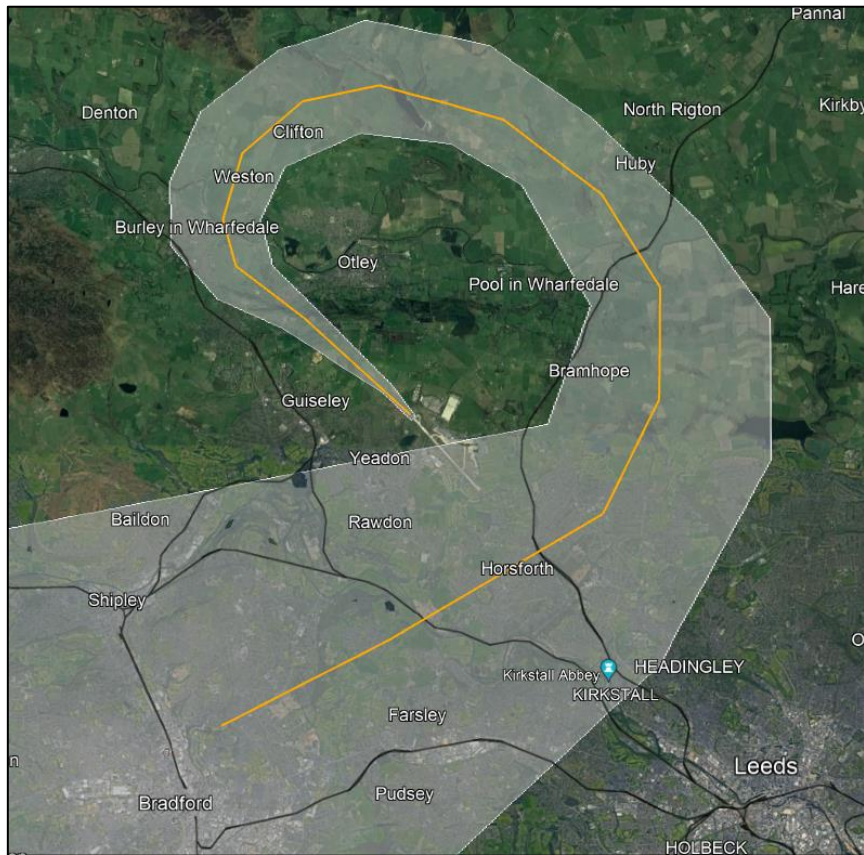 Pannal
Denton
North Rigton
Kirkby
Clifton
Huby
Weston
Burley in Wharfedale
Otley
Pool in Wharfedale
Hare
Bramhope
Guiseley
Yeadon
Baildon
Rawdon
Horsforth
Shipley
O
Kirkstall Abbey
HEADINGLEY
KIRKSTALL
Farsley
n
Leeds
Pudsey
Bradford
HOLBECK